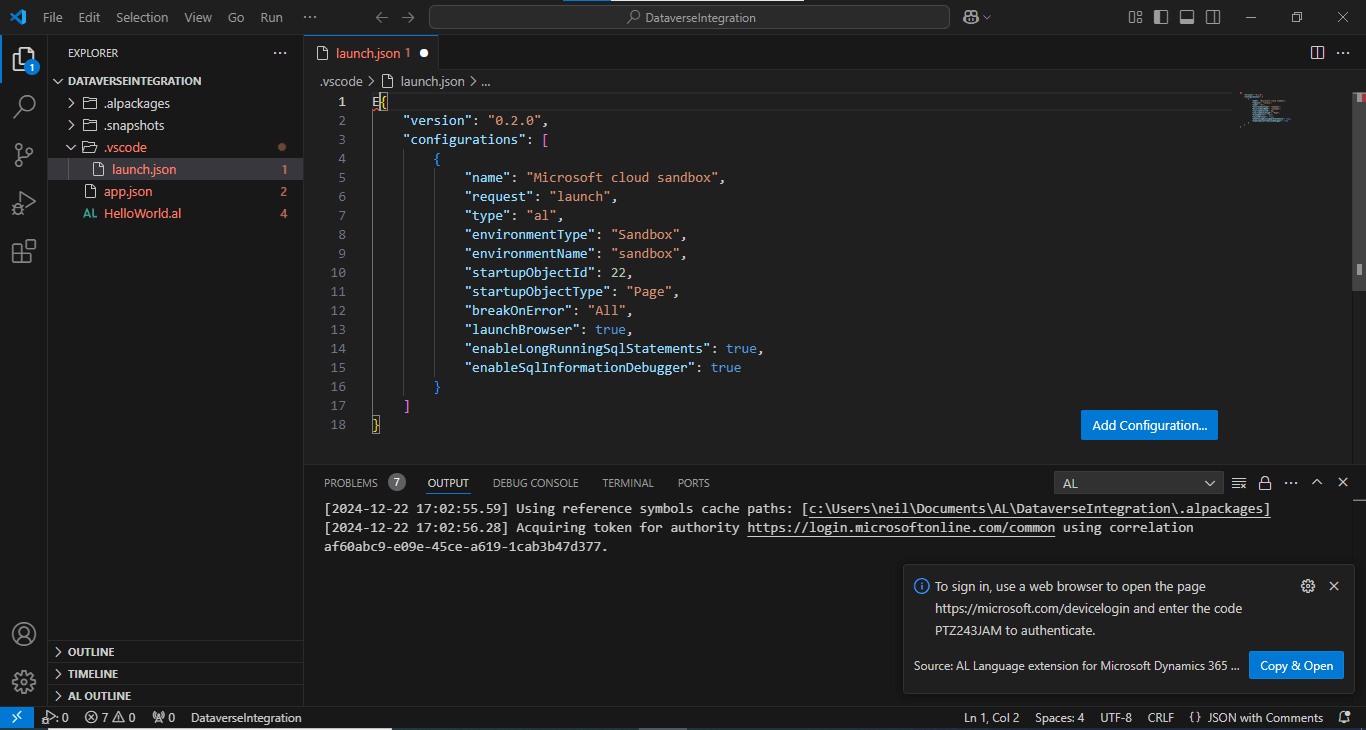 File Edit Selection View Go Run ···
DataverseIntegration
EXPLORER ···
1
DATAVERSEINTEGRATION
.alpackages
.snapshots
.vscode
launch.json 1
app.json 2
AL HelloWorld.al 4
OUTLINE
TIMELINE
AL OUTLINE
launch.json 1
.vscode > launch.json > ...
1 E{
2 "version": "0.2.0",
3 "configurations": [
4 {
5 "name": "Microsoft cloud sandbox",
6 "request": "launch",
7 "type": "al",
8 "environmentType": "Sandbox",
9 "environmentName": "sandbox",
10 "startupObjectId": 22,
11 "startupObjectType": "Page",
12 "breakOnError": "All",
13 "launchBrowser": true,
14 "enableLongRunningSqlStatements": true,
15 "enableSqlInformationDebugger": true
16 }
17 ]
18 }
Add Configuration...
PROBLEMS 7 OUTPUT DEBUG CONSOLE TERMINAL PORTS AL
[2024-12-22 17:02:55.59] Using reference symbols cache paths: [c:\Users\neil\Documents\AL\DataverseIntegration\.alpackages]
[2024-12-22 17:02:56.28] Acquiring token for authority https://login.microsoftonline.com/common using correlation
af60abc9-e09e-45ce-a619-1cab3b47d377.
To sign in, use a web browser to open the page
https://microsoft.com/devicelogin and enter the code
PTZ243JAM to authenticate.
Source: AL Language extension for Microsoft Dynamics 365 ... Copy & Open
0 7 0 0 DataverseIntegration Ln 1, Col 2 Spaces: 4 UTF-8 CRLF {} JSON with Comments